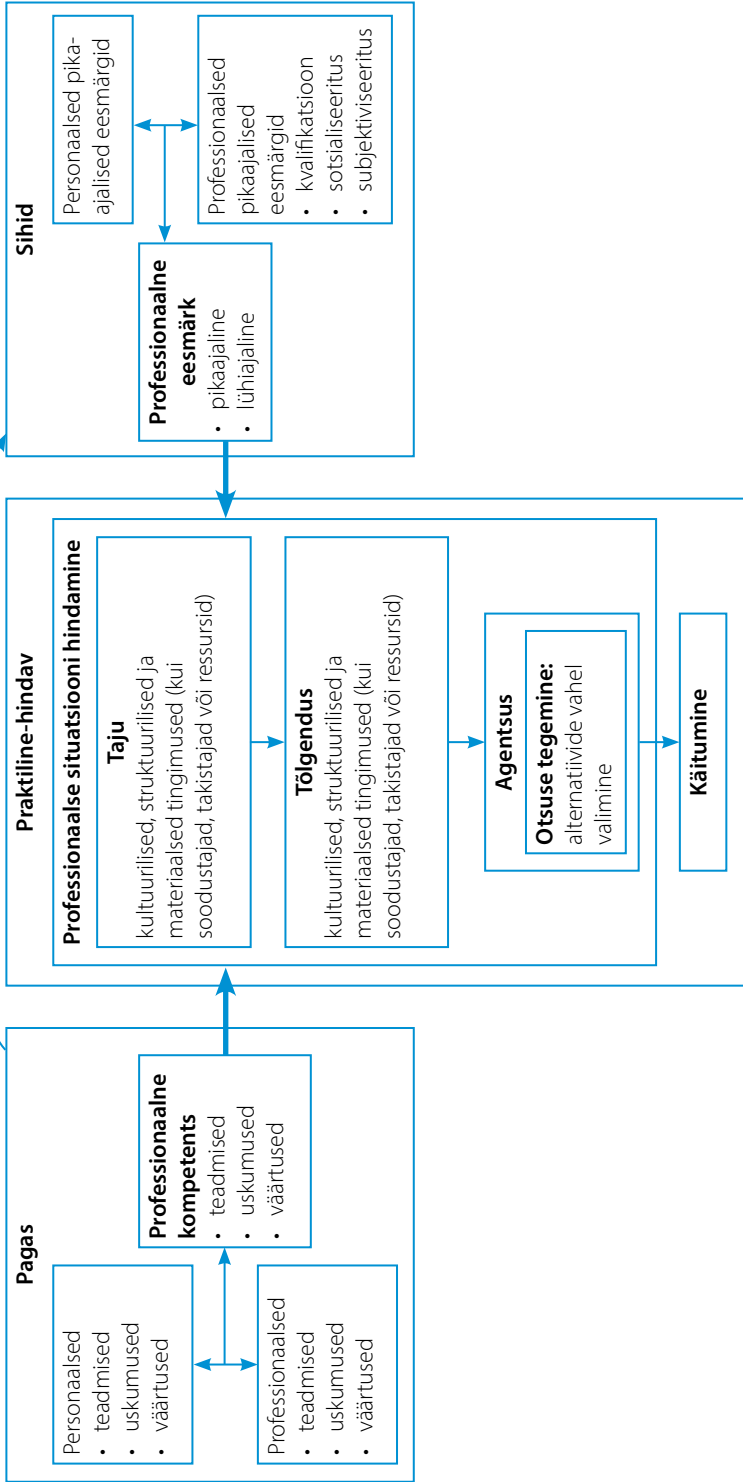 Pagas
Personaalsed
• teadmised
• uskumused
• väärtused
Professionaalsed
• teadmised
• uskumused
• väärtused
Professionaalne
kompetents
• teadmised
• uskumused
• väärtused
Praktiline-hindav
Professionaalse situatsiooni hindamine
Taju
kultuurilised, struktuurilised ja
materiaalsed tingimused (kui
soodustajad, takistajad või ressursid)
Tõlgendus
kultuurilised, struktuurilised ja
materiaalsed tingimused (kui
soodustajad, takistajad või ressursid)
Agentsus
Otsuse tegemine:
alternatiivide vahel
valimine
Käitumine
Sihid
Professionaalne
eesmärk
• pikaajaline
• lühiajaline
Personaalsed pika-
ajalised eesmärgid
Professionaalsed
pikaajalised
eesmärgid
• kvalifikatsioon
• sotsialiseeritus
• subjektiviseeritus